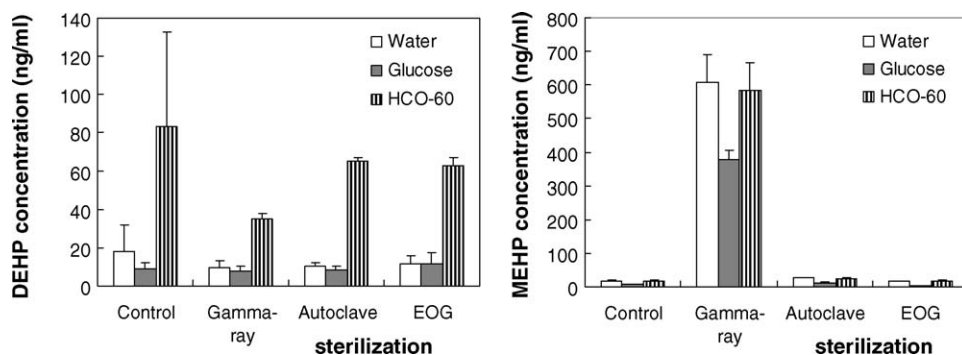 DEHP concentration (ng/ml)
140
120
100
80
60
40
20
0
Water
Glucose
HCO-60
Control
Gamma-
ray
Autoclave
EOG
sterilization
MEHP concentration (ng/ml)
800
700
600
500
400
300
200
100
0
Water
Glucose
HCO-60
Control
Gamma-
ray
Autoclave
EOG
sterilization